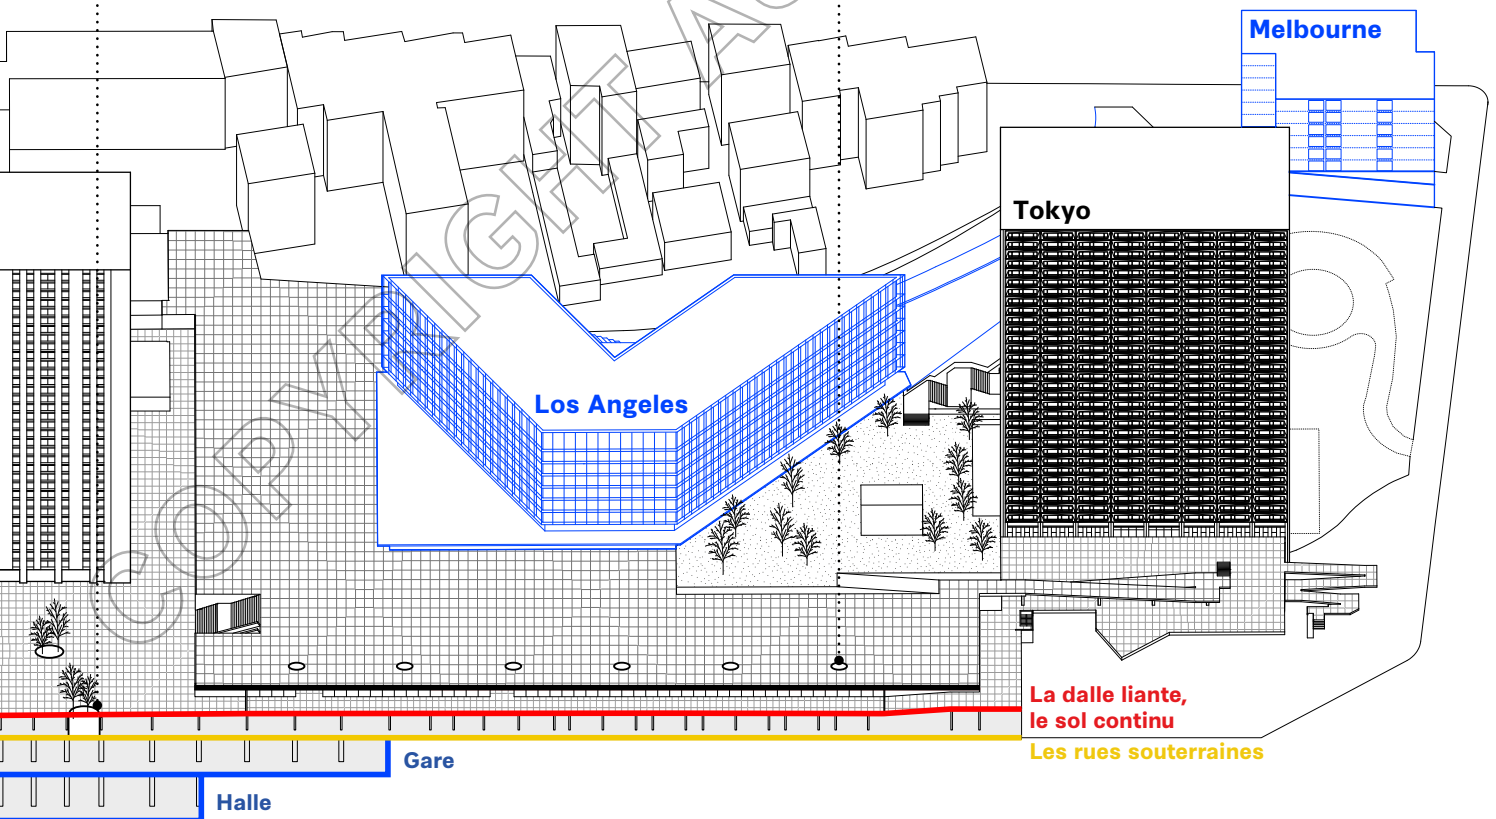 Melbourne
Tokyo
Los Angeles
La dalle liante,
le sol continu
Les rues souterraines
Gare
Halle
COPYRIGHT